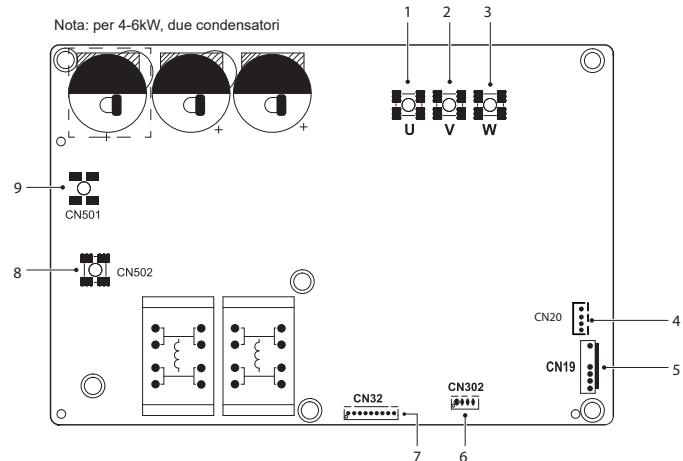 Nota: per 4-6kW, due condensatori
1 2 3
U V W
9
CN501
8 CN502
CN20 4
CN19 5
CN32 CN302
7 6